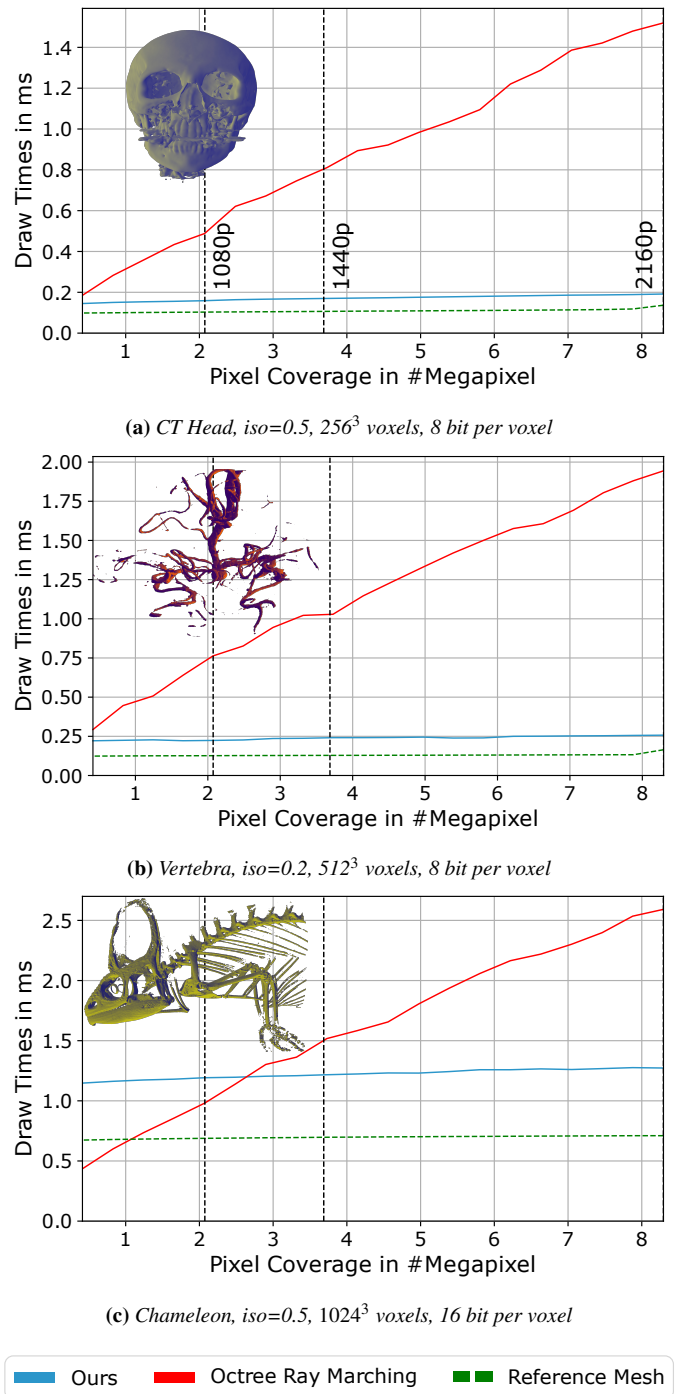 1.4
1.2
1.0
0.8
0.6
0.4
0.2
0.0
Draw Times in ms
1080p
1440p
2160p
1 2 3 4 5 6 7 8
Pixel Coverage in #Megapixel
(a) CT Head, iso=0.5, 256³ voxels, 8 bit per voxel
2.00
1.75
1.50
1.25
1.00
0.75
0.50
0.25
0.00
Draw Times in ms
1 2 3 4 5 6 7 8
Pixel Coverage in #Megapixel
(b) Vertebra, iso=0.2, 512³ voxels, 8 bit per voxel
2.5
2.0
1.5
1.0
0.5
0.0
Draw Times in ms
1 2 3 4 5 6 7 8
Pixel Coverage in #Megapixel
(c) Chameleon, iso=0.5, 1024³ voxels, 16 bit per voxel
Ours Octree Ray Marching Reference Mesh